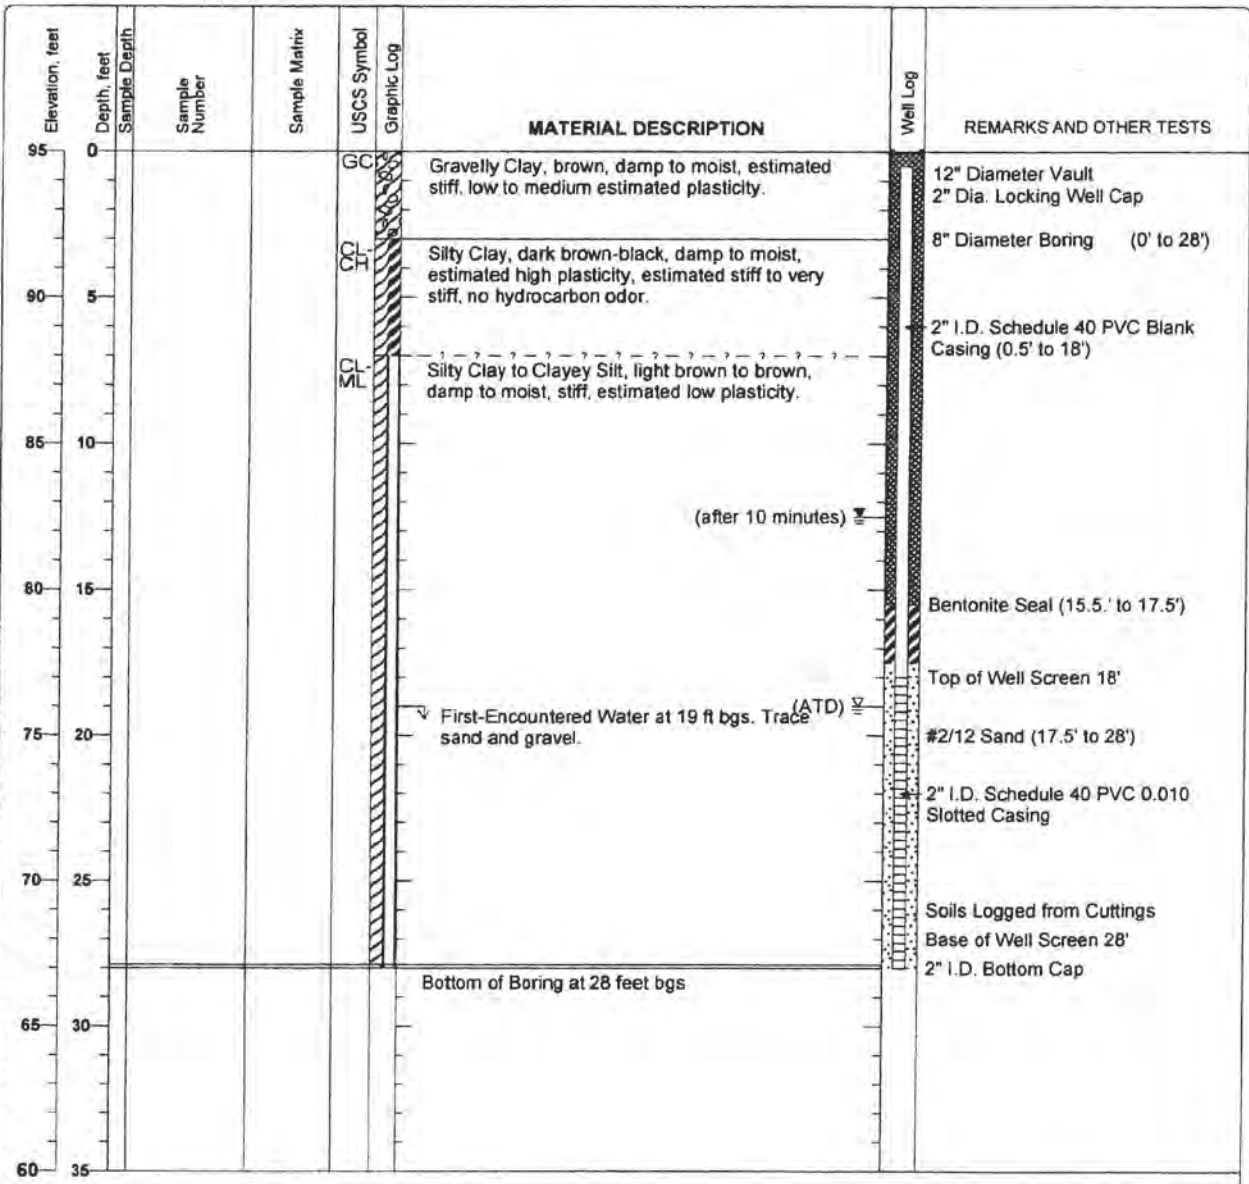 Elevation, feet
Depth, feet
Sample Depth
Sample
Number
Sample Matrix
USCS Symbol
Graphic Log
MATERIAL DESCRIPTION
Well Log
REMARKS AND OTHER TESTS
95 0
GC
Gravelly Clay, brown, damp to moist, estimated
stiff, low to medium estimated plasticity.
12" Diameter Vault
2" Dia. Locking Well Cap
8" Diameter Boring (0' to 28')
CL-
CH
Silty Clay, dark brown-black, damp to moist,
estimated high plasticity, estimated stiff to very
stiff, no hydrocarbon odor.
90 5
2" I.D. Schedule 40 PVC Blank
Casing (0.5' to 18')
? ? ? ? ? ? ? ? ? ? ? ?
CL-
ML
Silty Clay to Clayey Silt, light brown to brown,
damp to moist, stiff, estimated low plasticity.
85 10
(after 10 minutes)
80 15
Bentonite Seal (15.5.' to 17.5')
Top of Well Screen 18'
(ATD)
First-Encountered Water at 19 ft bgs. Trace
sand and gravel.
75 20
#2/12 Sand (17.5' to 28')
2" I.D. Schedule 40 PVC 0.010
Slotted Casing
70 25
Soils Logged from Cuttings
Base of Well Screen 28'
2" I.D. Bottom Cap
Bottom of Boring at 28 feet bgs
65 30
60 35